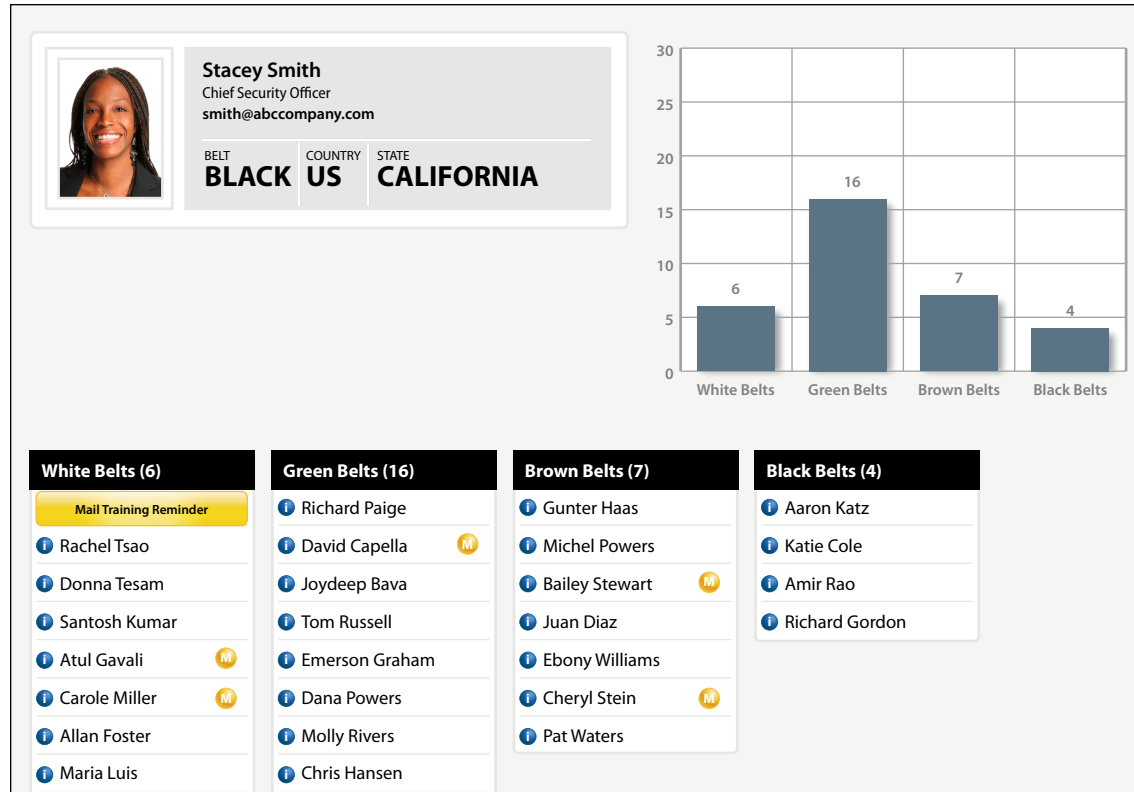 Stacey Smith
Chief Security Officer
smith@abccompany.com
BELT COUNTRY STATE
BLACK US CALIFORNIA
30
25
20
15
10
5
0
6
16
7
4
White Belts Green Belts Brown Belts Black Belts
White Belts (6)
Mail Training Reminder
i Rachel Tsao
i Donna Tesam
i Santosh Kumar
i Atul Gavali M
i Carole Miller M
i Allan Foster
i Maria Luis
Green Belts (16)
i Richard Paige
i David Capella M
i Joydeep Bava
i Tom Russell
i Emerson Graham
i Dana Powers
i Molly Rivers
i Chris Hansen
Brown Belts (7)
i Gunter Haas
i Michel Powers
i Bailey Stewart M
i Juan Diaz
i Ebony Williams
i Cheryl Stein M
i Pat Waters
Black Belts (4)
i Aaron Katz
i Katie Cole
i Amir Rao
i Richard Gordon